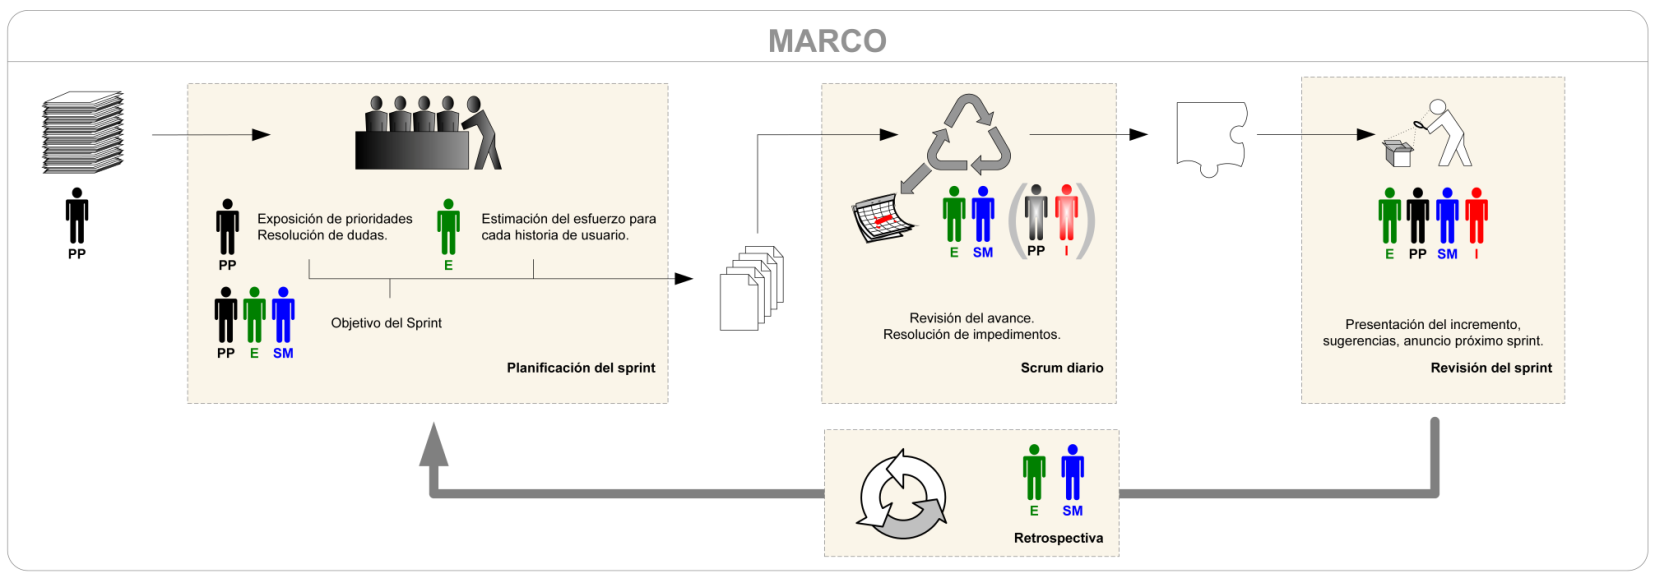 MARCO
PP
PP
Exposición de prioridades
Resolución de dudas.
E
Estimación del esfuerzo para
cada historia de usuario.
PP E SM
Objetivo del Sprint
Planificación del sprint
E SM (PP I)
Revisión del avance.
Resolución de impedimentos.
Scrum diario
E PP SM I
Presentación del incremento,
sugerencias, anuncio próximo sprint.
Revisión del sprint
E SM
Retrospectiva